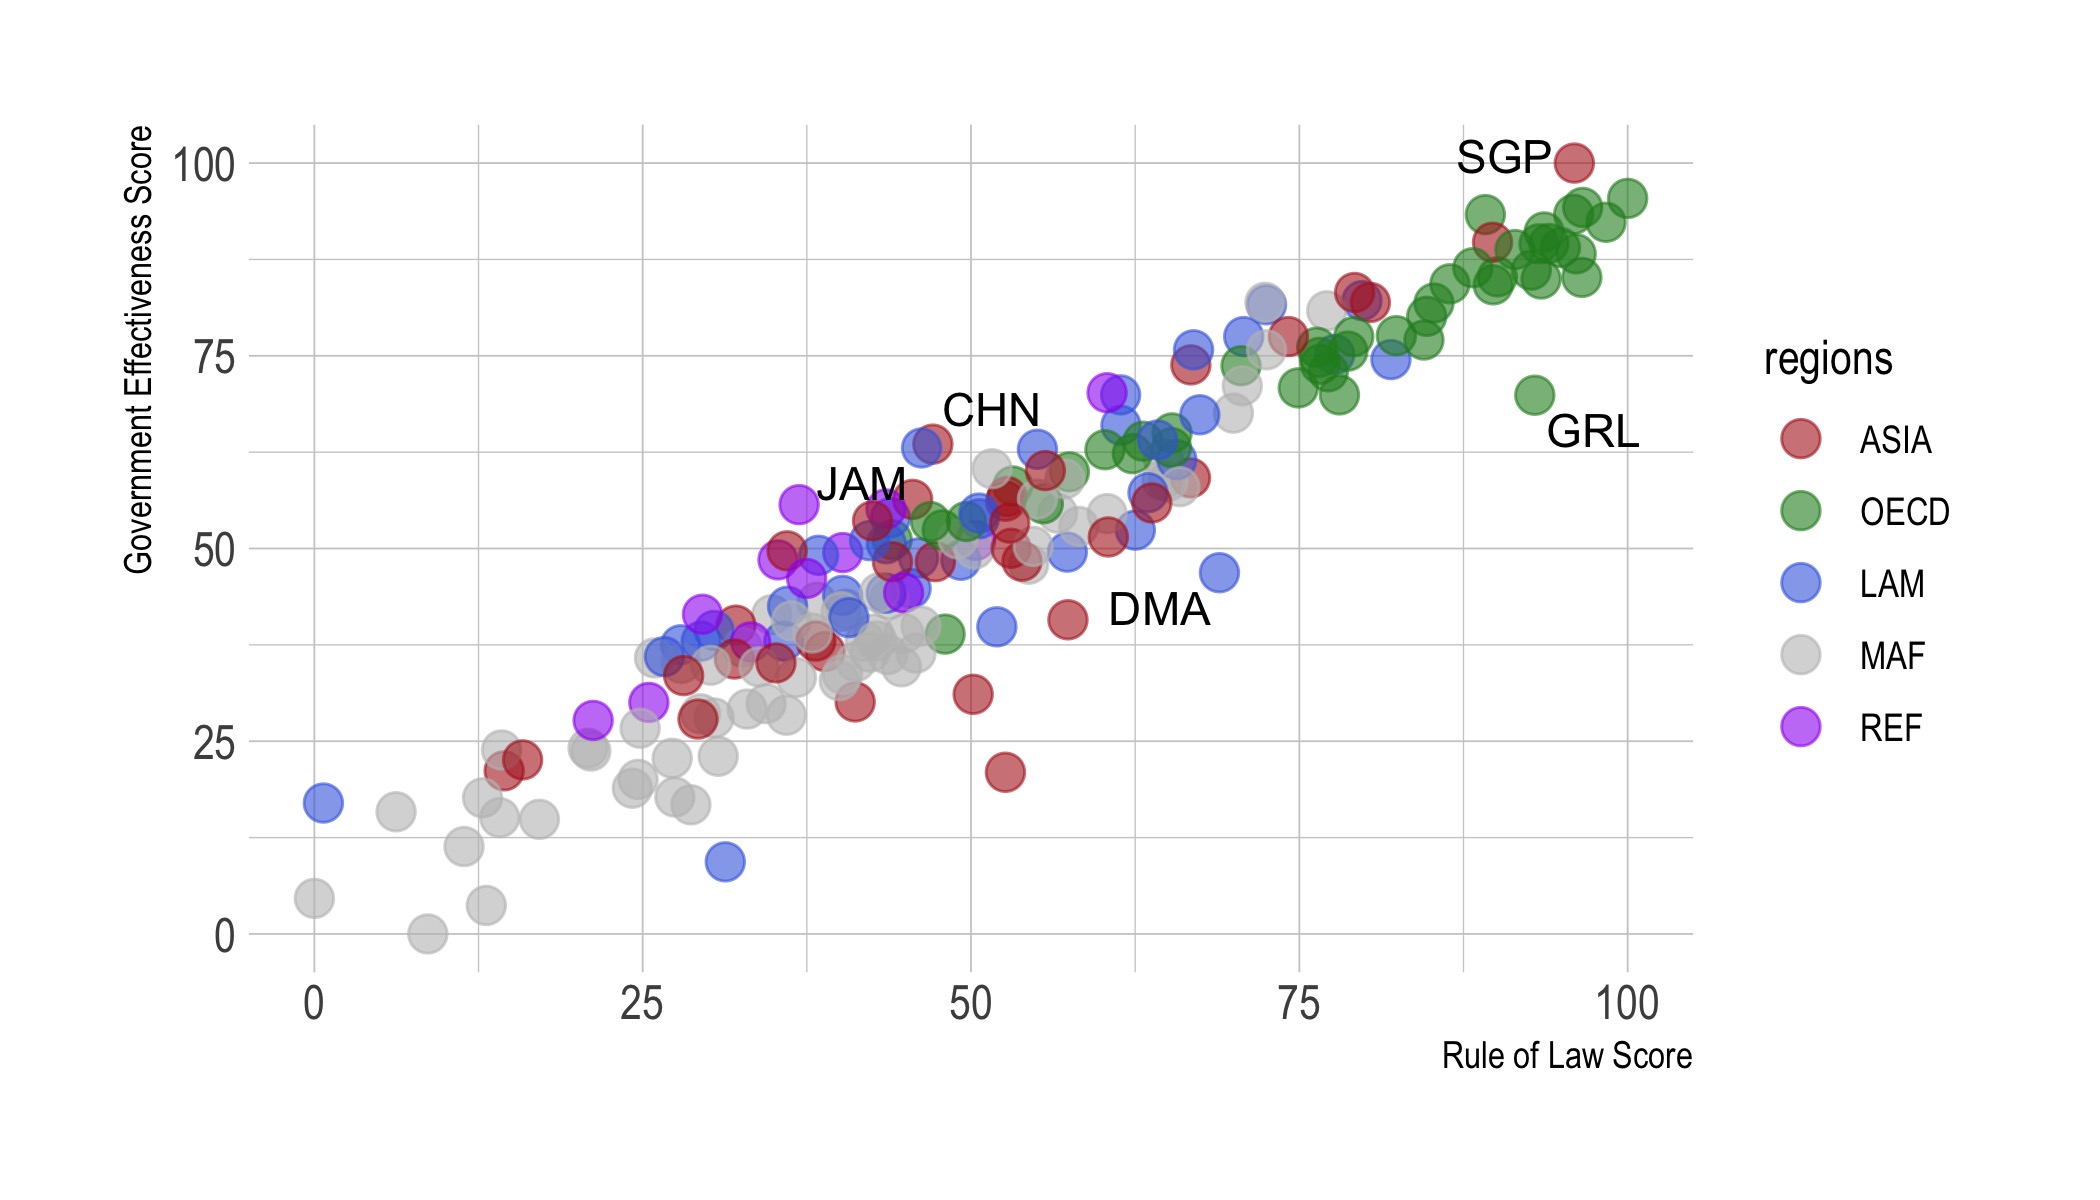 Government Effectiveness Score
100
75
50
25
0
SGP
CHN
JAM
GRL
DMA
0
25
50
75
100
Rule of Law Score
regions
ASIA
OECD
LAM
MAF
REF